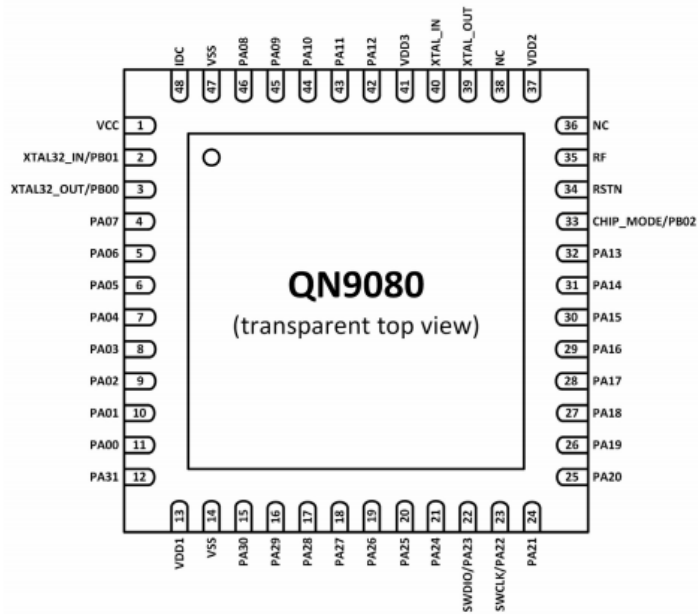 IDC
VSS
PA08
PA09
PA10
PA11
PA12
VDD3
XTAL_IN
XTAL_OUT
NC
VDD2
48
47
46
45
44
43
42
41
40
39
38
37
VCC 1
XTAL32_IN/PB01 2
XTAL32_OUT/PB00 3
PA07 4
PA06 5
PA05 6
PA04 7
PA03 8
PA02 9
PA01 10
PA00 11
PA31 12
QN9080
(transparent top view)
36 NC
35 RF
34 RSTN
33 CHIP_MODE/PB02
32 PA13
31 PA14
30 PA15
29 PA16
28 PA17
27 PA18
26 PA19
25 PA20
13
14
15
16
17
18
19
20
21
22
23
24
VDD1
VSS
PA30
PA29
PA28
PA27
PA26
PA25
PA24
SWDIO/PA23
SWCLK/PA22
PA21